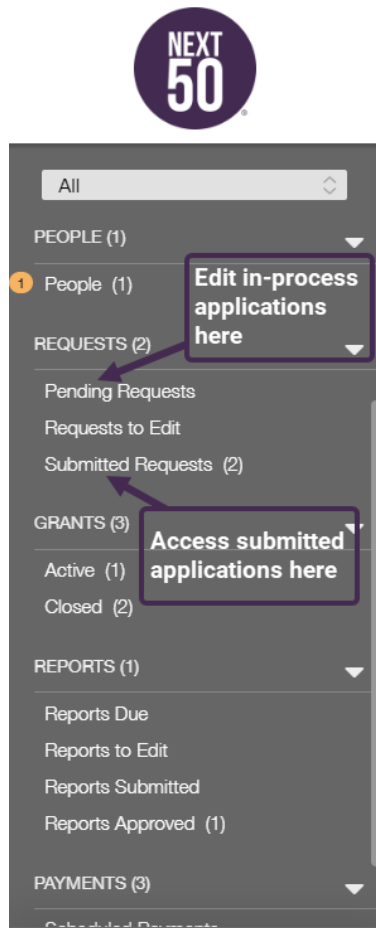 NEXT
50
All
PEOPLE (1)
1 People (1)
Edit in-process
applications
here
REQUESTS (2)
Pending Requests
Requests to Edit
Submitted Requests (2)
GRANTS (3)
Access submitted
applications here
Active (1)
Closed (2)
REPORTS (1)
Reports Due
Reports to Edit
Reports Submitted
Reports Approved (1)
PAYMENTS (3)
Scheduled Payments